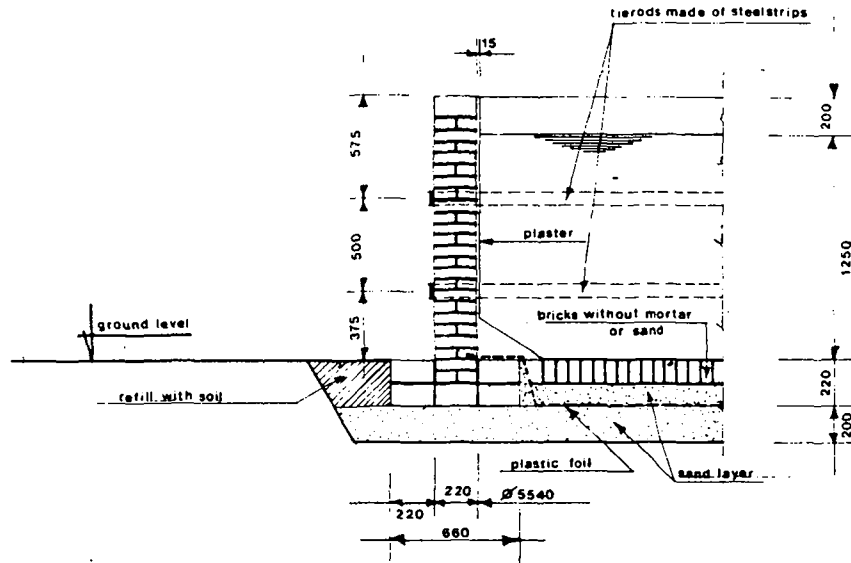 tierods made of steelstrips
15
200
575
plaster
500
1250
bricks without mortar
or sand
ground level
375
refill with soil
220
200
plastic foil
sand layer
220
Ø5540
220
660